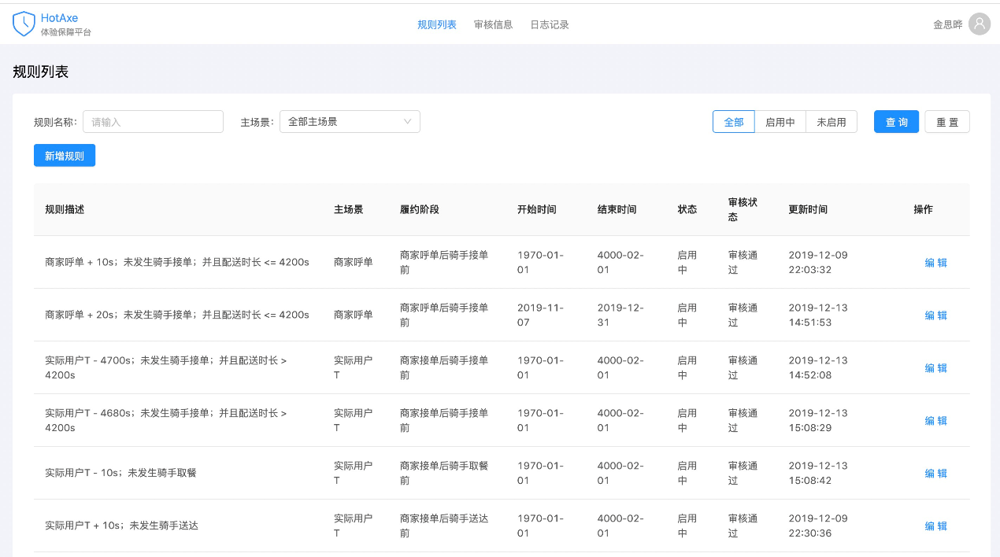 HotAxe
体验保障平台
规则列表 审核信息 日志记录
金思晔
规则列表
规则名称: 请输入 主场景: 全部主场景 全部 启用中 未启用 查 询 重 置
新增规则
规则描述 主场景 履约阶段 开始时间 结束时间 状态 审核状态 更新时间 操作
商家呼单 + 10s；未发生骑手接单；并且配送时长 <= 4200s 商家呼单 商家呼单后骑手接单前 1970-01-01 4000-02-01 启用中 审核通过 2019-12-09 22:03:32 编 辑
商家呼单 + 20s；未发生骑手接单；并且配送时长 <= 4200s 商家呼单 商家呼单后骑手接单前 2019-11-07 2019-12-31 启用中 审核通过 2019-12-13 14:51:53 编 辑
实际用户T - 4700s；未发生骑手接单；并且配送时长 > 4200s 实际用户T 商家接单后骑手接单前 1970-01-01 4000-02-01 启用中 审核通过 2019-12-13 14:52:08 编 辑
实际用户T - 4680s；未发生骑手接单；并且配送时长 > 4200s 实际用户T 商家接单后骑手接单前 1970-01-01 4000-02-01 启用中 审核通过 2019-12-13 15:08:29 编 辑
实际用户T - 10s；未发生骑手取餐 实际用户T 商家接单后骑手取餐前 1970-01-01 4000-02-01 启用中 审核通过 2019-12-13 15:08:42 编 辑
实际用户T + 10s；未发生骑手送达 实际用户T 商家接单后骑手送达前 1970-01-01 4000-02-01 启用中 审核通过 2019-12-09 22:30:36 编 辑